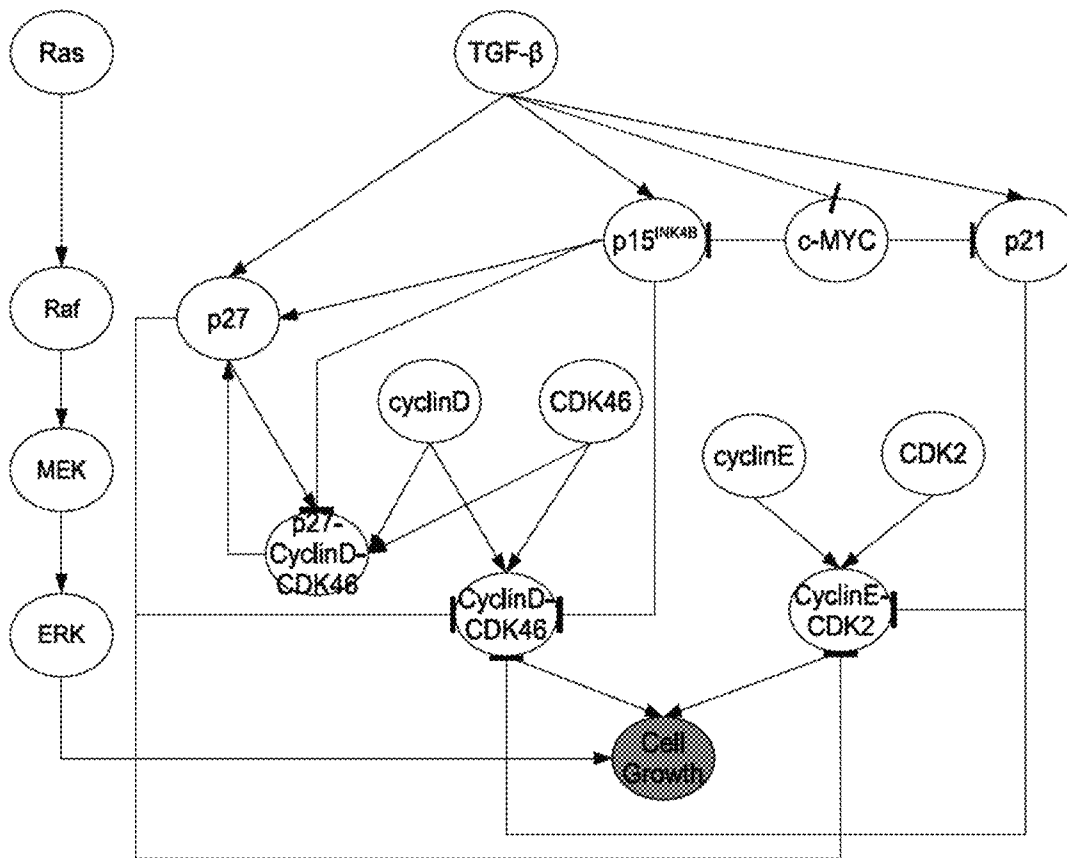 Ras
TGF-β
p15INK4B
c-MYC
p21
Raf
p27
cyclinD
CDK46
cyclinE
CDK2
MEK
p27-
CyclinD-
CDK46
CyclinD-
CDK46
CyclinE-
CDK2
ERK
Cell
Growth